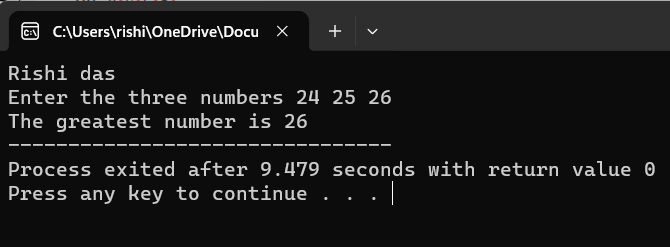 C:\Users\rishi\OneDrive\Docu
Rishi das
Enter the three numbers 24 25 26
The greatest number is 26
--------------------------------
Process exited after 9.479 seconds with return value 0
Press any key to continue . . .